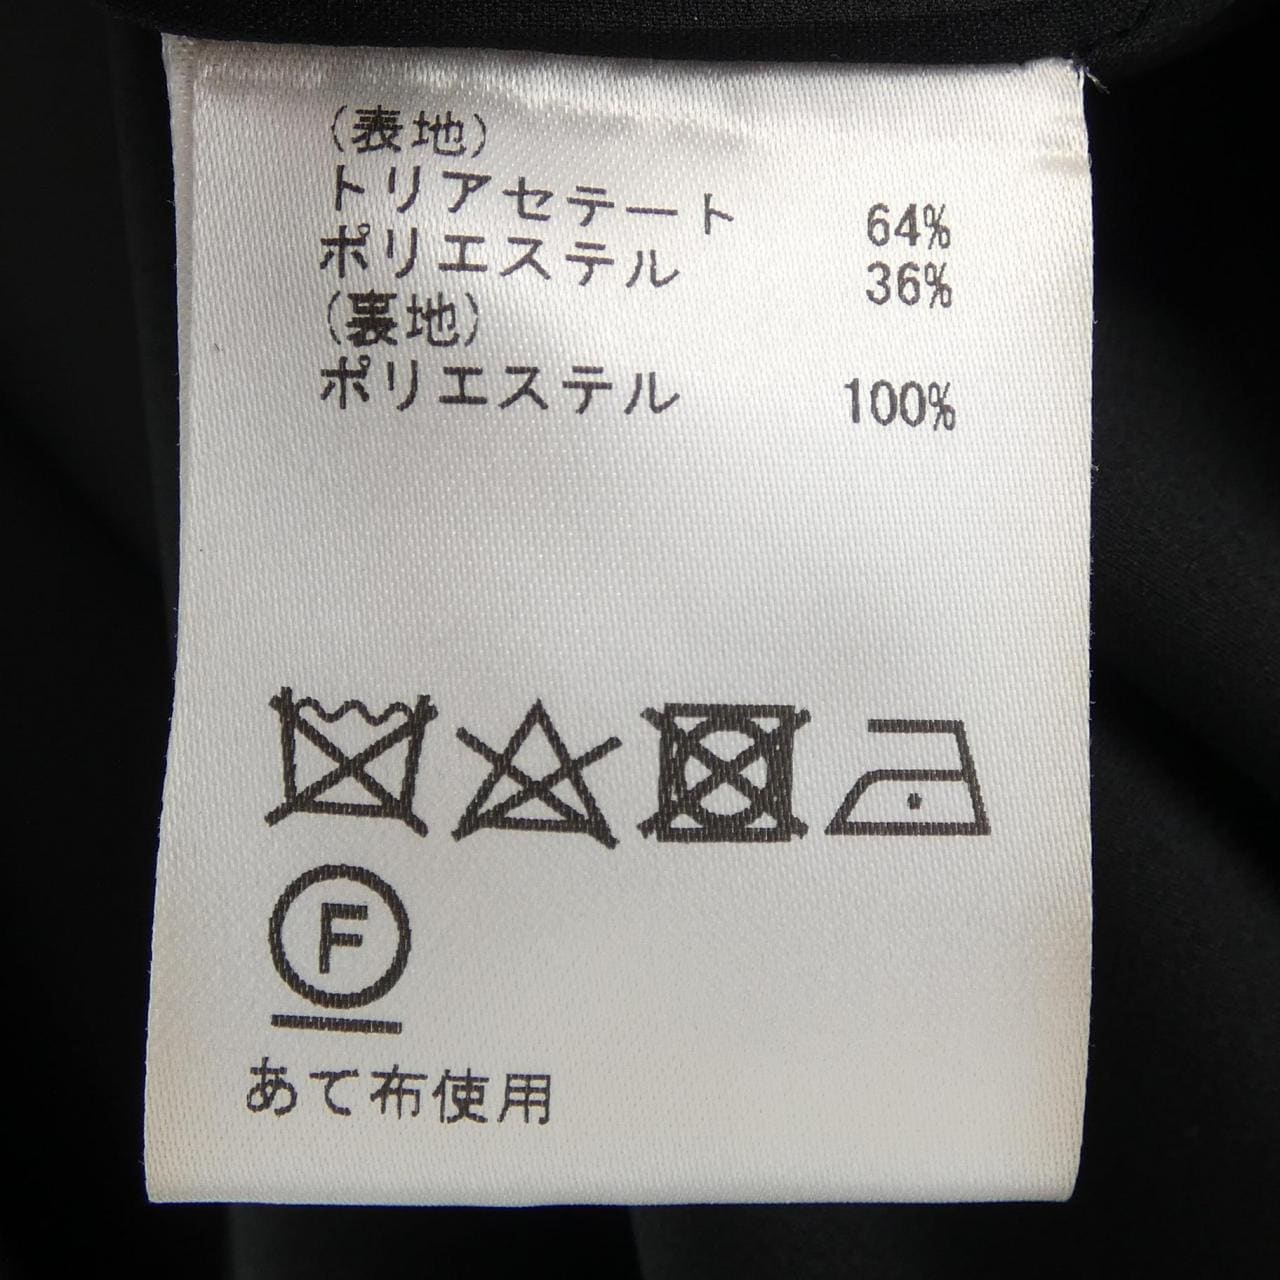 (表地)
トリアセテート 64%
ポリエステル 36%
(裏地)
ポリエステル 100%
F
あて布使用